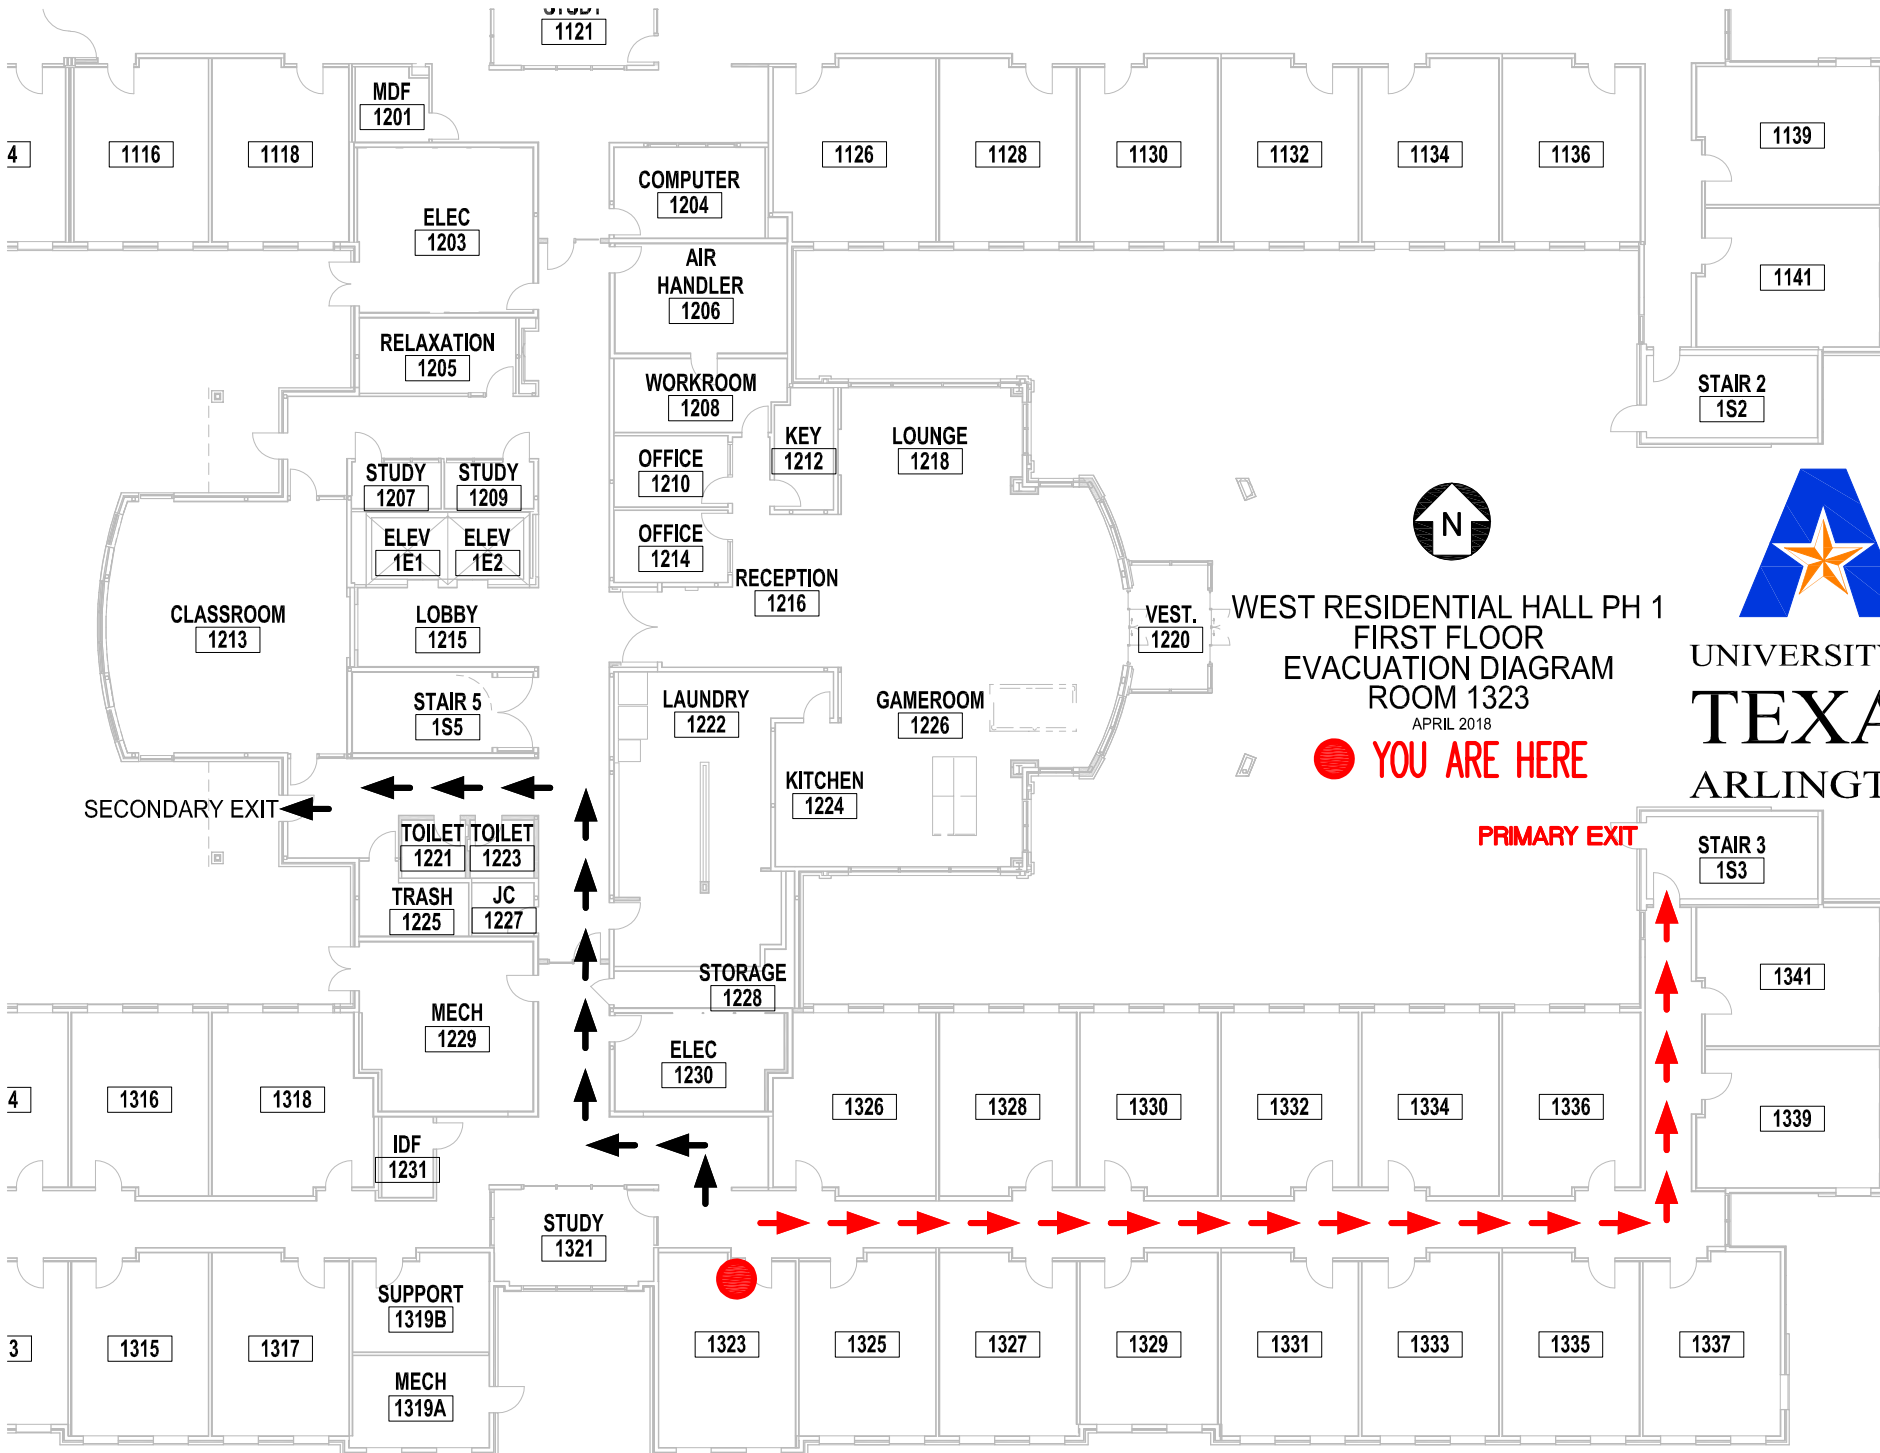 1121
MDF
1201
4
1116
1118
1126
1128
1130
1132
1134
1136
1139
COMPUTER
1204
ELEC
1203
AIR
HANDLER
1206
1141
RELAXATION
1205
WORKROOM
1208
STAIR 2
1S2
KEY
1212
LOUNGE
1218
OFFICE
1210
STUDY
1207
STUDY
1209
ELEV
1E1
ELEV
1E2
OFFICE
1214
N
RECEPTION
1216
CLASSROOM
1213
LOBBY
1215
VEST.
1220
WEST RESIDENTIAL HALL PH 1
FIRST FLOOR
EVACUATION DIAGRAM
ROOM 1323
APRIL 2018
YOU ARE HERE
UNIVERSITY
TEXA
ARLINGT
STAIR 5
1S5
LAUNDRY
1222
GAMEROOM
1226
KITCHEN
1224
SECONDARY EXIT
PRIMARY EXIT
TOILET
1221
TOILET
1223
STAIR 3
1S3
TRASH
1225
JC
1227
STORAGE
1228
1341
MECH
1229
ELEC
1230
4
1316
1318
1326
1328
1330
1332
1334
1336
1339
IDF
1231
STUDY
1321
SUPPORT
1319B
3
1315
1317
1323
1325
1327
1329
1331
1333
1335
1337
MECH
1319A